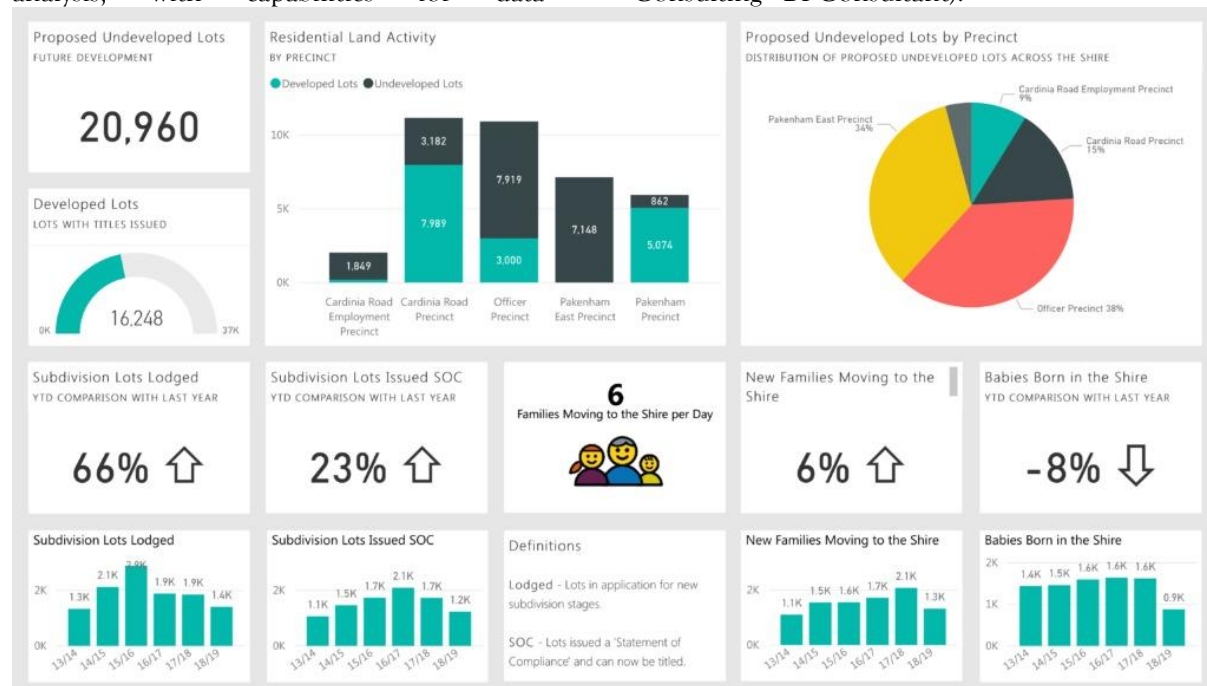 analysis, with capabilities for data
Consulting BI Consultant).
Proposed Undeveloped Lots
FUTURE DEVELOPMENT
20,960
Developed Lots
LOTS WITH TITLES ISSUED
16,248
0K
37K
Residential Land Activity
BY PRECINCT
Developed Lots Undeveloped Lots
10K
5K
0K
1,849
3,182
7,989
7,919
3,000
7,148
862
5,074
Cardinia Road
Employment
Precinct
Cardinia Road
Precinct
Officer
Precinct
Pakenham
East Precinct
Pakenham
Precinct
Proposed Undeveloped Lots by Precinct
DISTRIBUTION OF PROPOSED UNDEVELOPED LOTS ACROSS THE SHIRE
Cardinia Road Employment Precinct
9%
Cardinia Road Precinct
15%
Pakenham East Precinct
34%
Officer Precinct 38%
Subdivision Lots Lodged
YTD COMPARISON WITH LAST YEAR
66%
Subdivision Lots Issued SOC
YTD COMPARISON WITH LAST YEAR
23%
6
Families Moving to the Shire per Day
New Families Moving to the
Shire
6%
Babies Born in the Shire
YTD COMPARISON WITH LAST YEAR
-8%
Subdivision Lots Lodged
2K
0K
1.3K
2.1K
1.9K
1.9K
1.4K
13/14
14/15
15/16
16/17
17/18
18/19
Subdivision Lots Issued SOC
2K
0K
1.1K
1.5K
1.7K
2.1K
1.7K
1.2K
13/14
14/15
15/16
16/17
17/18
18/19
Definitions
Lodged - Lots in application for new
subdivision stages.
SOC - Lots issued a 'Statement of
Compliance' and can now be titled.
New Families Moving to the Shire
2K
0K
1.1K
1.5K
1.6K
1.7K
2.1K
1.3K
13/14
14/15
15/16
16/17
17/18
18/19
Babies Born in the Shire
2K
1K
0K
1.4K
1.5K
1.6K
1.6K
1.6K
0.9K
13/14
14/15
15/16
16/17
17/18
18/19